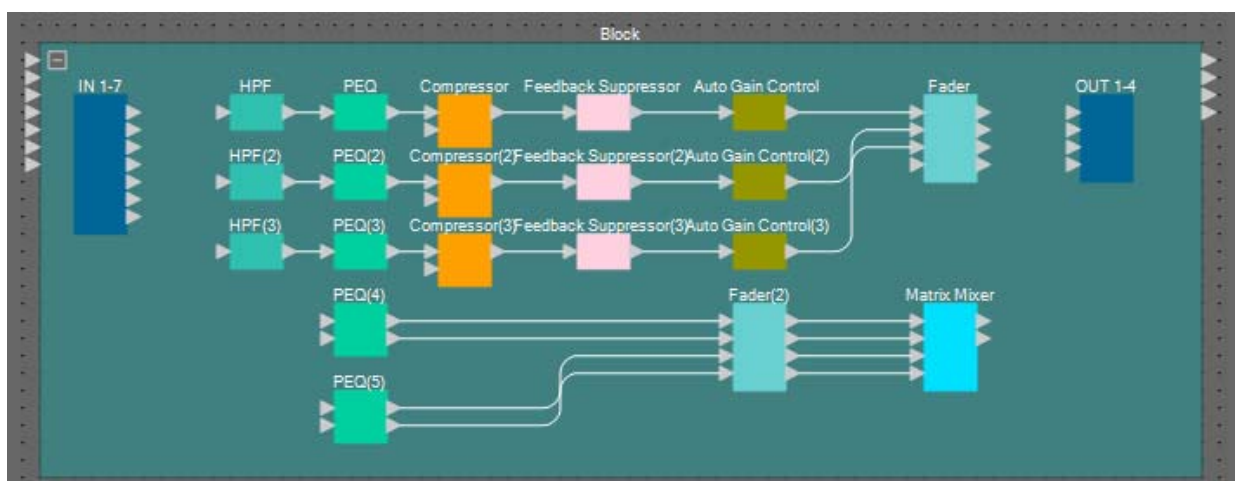 Block
IN 1-7 HPF PEQ Compressor Feedback Suppressor Auto Gain Control Fader OUT 1-4
HPF(2) PEQ(2) Compressor(2) Feedback Suppressor(2) Auto Gain Control(2)
HPF(3) PEQ(3) Compressor(3) Feedback Suppressor(3) Auto Gain Control(3)
PEQ(4) Fader(2) Matrix Mixer
PEQ(5)